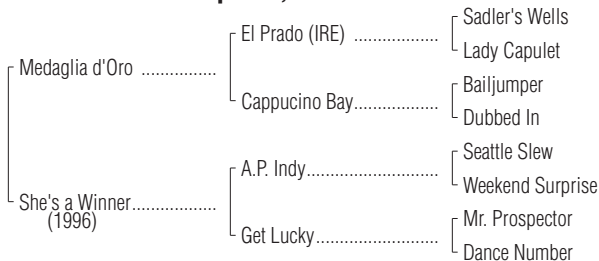 Sadler's Wells
El Prado (IRE) ..................
Lady Capulet
Medaglia d'Oro ................
Bailjumper
Cappucino Bay..................
Dubbed In
Seattle Slew
A.P. Indy............................
Weekend Surprise
She's a Winner..................
(1996)
Mr. Prospector
Get Lucky..........................
Dance Number